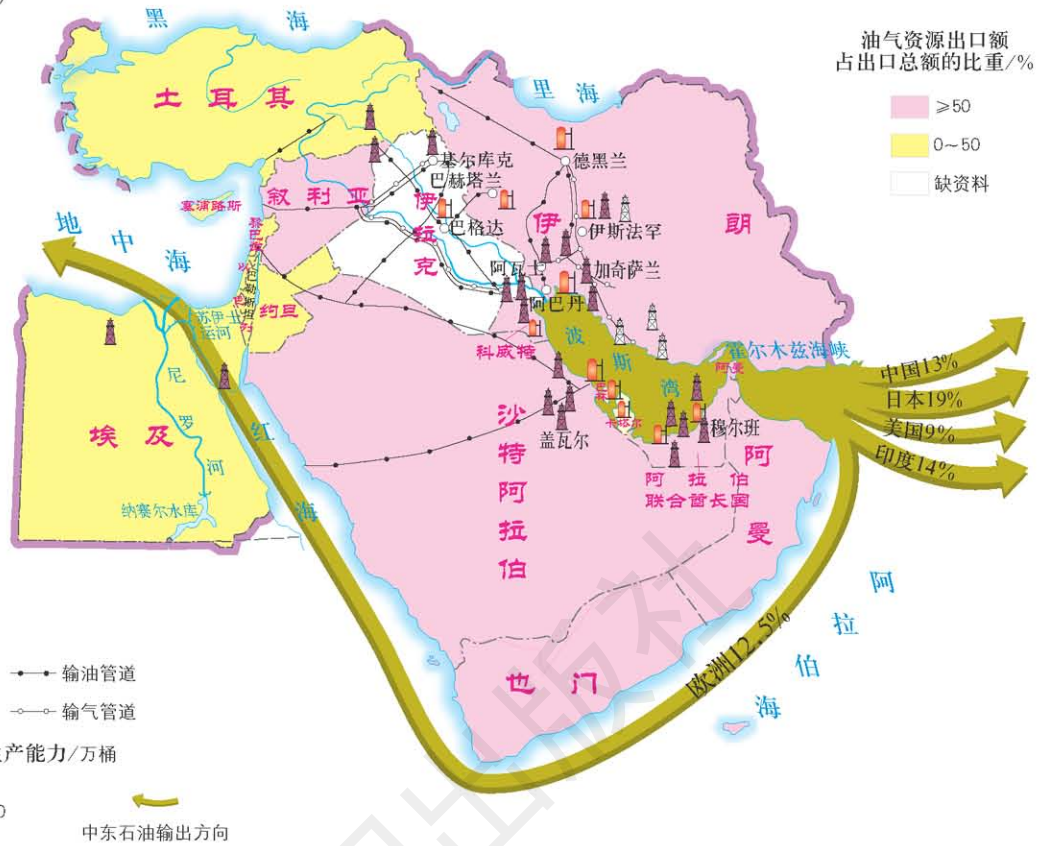 黑海
油气资源出口额
占出口总额的比重/%
≥50
0~50
缺资料
里海
土耳其
基尔库克
德黑兰
巴赫塔兰
叙利亚
伊拉克
伊朗
塞浦路斯
黎巴嫩
巴格达
伊斯法罕
地中海
阿瓦士
加奇萨兰
阿巴丹
约旦
苏伊士
运河
科威特
波斯湾
霍尔木兹海峡
阿曼
中国13%
日本19%
美国9%
印度14%
尼罗河
埃及
红海
卡塔尔
盖瓦尔
穆尔班
沙特阿拉伯
阿拉伯
联合酋长国
阿曼
纳赛尔水库
阿拉伯海
欧洲12.5%
也门
输油管道
输气管道
产能力/万桶
中东石油输出方向
出版社